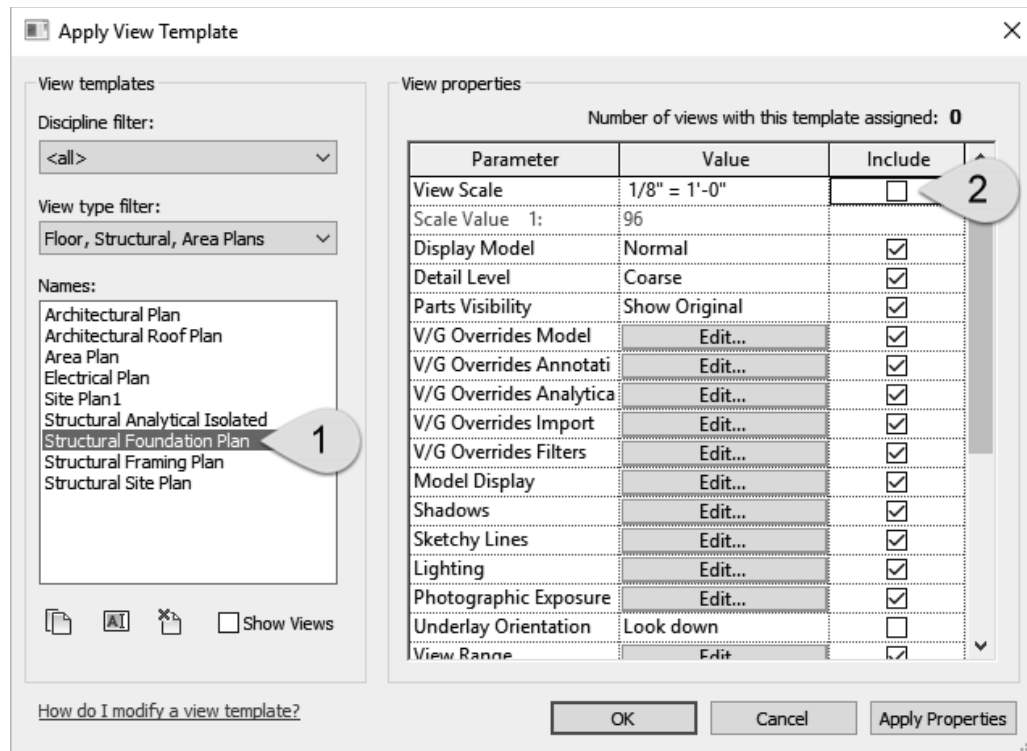 Apply View Template
View templates
Discipline filter:
<all>
View type filter:
Floor, Structural, Area Plans
Names:
Architectural Plan
Architectural Roof Plan
Area Plan
Electrical Plan
Site Plan1
Structural Analytical Isolated
Structural Foundation Plan
1
Structural Framing Plan
Structural Site Plan
AI
Show Views
How do I modify a view template?
View properties
Number of views with this template assigned: 0
Parameter Value Include
View Scale 1/8" = 1'-0" 2
Scale Value 1: 96
Display Model Normal
Detail Level Coarse
Parts Visibility Show Original
V/G Overrides Model Edit...
V/G Overrides Annotati Edit...
V/G Overrides Analytica Edit...
V/G Overrides Import Edit...
V/G Overrides Filters Edit...
Model Display Edit...
Shadows Edit...
Sketchy Lines Edit...
Lighting Edit...
Photographic Exposure Edit...
Underlay Orientation Look down
View Range Edit
OK Cancel Apply Properties